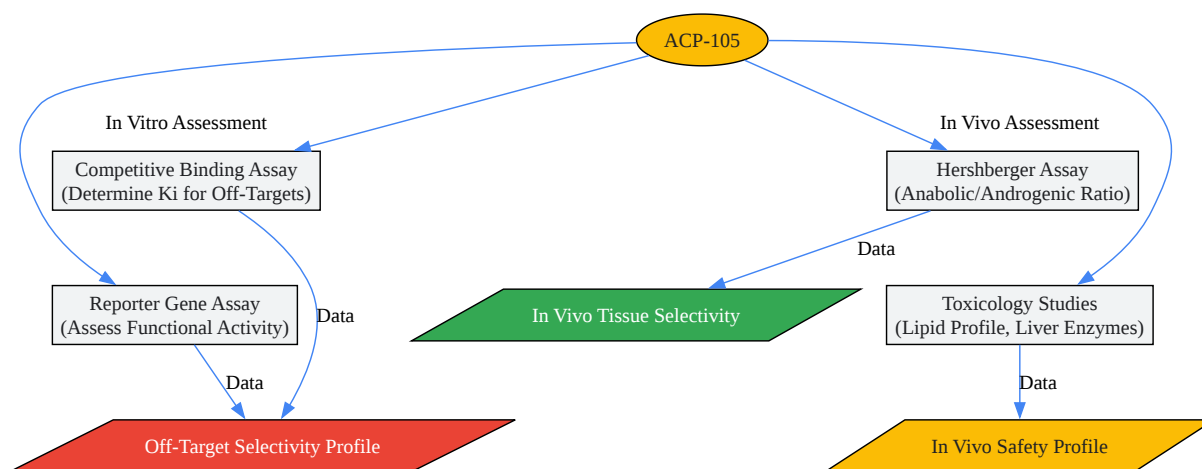 ACP-105
In Vitro Assessment
In Vivo Assessment
Competitive Binding Assay
(Determine Ki for Off-Targets)
Hershberger Assay
(Anabolic/Androgenic Ratio)
Data
Reporter Gene Assay
(Assess Functional Activity)
Data
In Vivo Tissue Selectivity
Toxicology Studies
(Lipid Profile, Liver Enzymes)
Data
Data
Off-Target Selectivity Profile
In Vivo Safety Profile